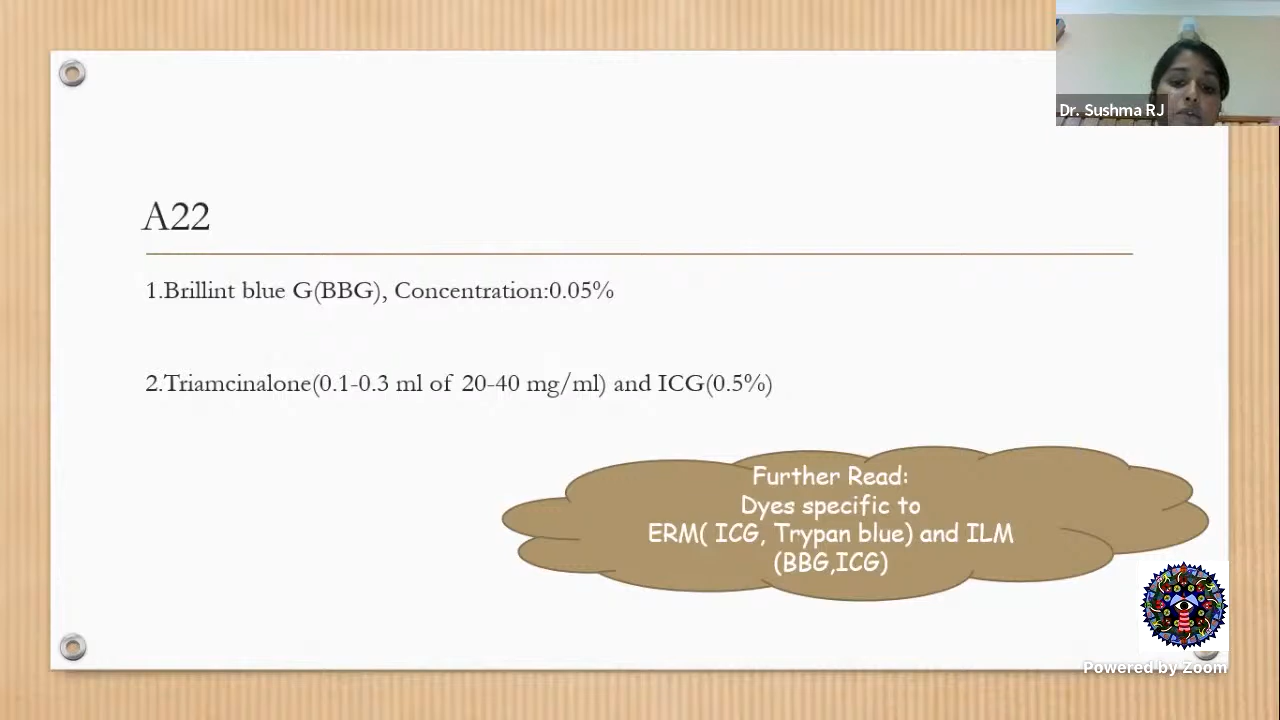 Dr. Sushma RJ
A22
1.Brillint blue G(BBG), Concentration:0.05%
2.Triamcinalone(0.1-0.3 ml of 20-40 mg/ml) and ICG(0.5%)
Further Read:
Dyes specific to
ERM( ICG, Trypan blue) and ILM
(BBG,ICG)
Powered by Zoom